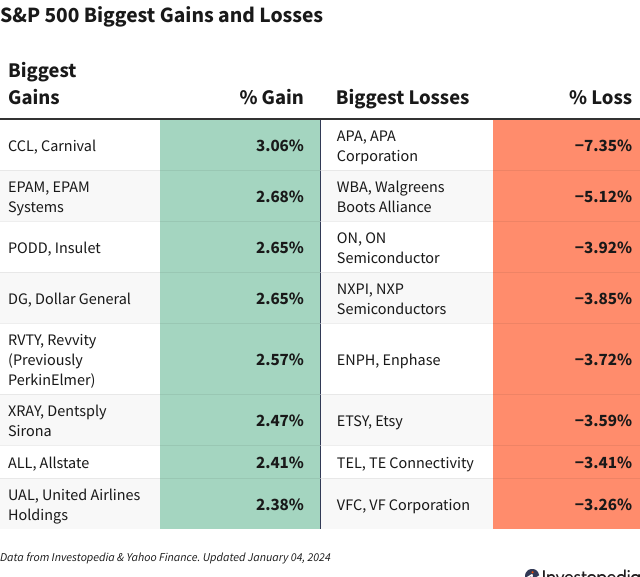 S&P 500 Biggest Gains and Losses
Biggest
Gains
% Gain
Biggest Losses
% Loss
CCL, Carnival
3.06%
APA, APA
Corporation
−7.35%
EPAM, EPAM
Systems
2.68%
WBA, Walgreens
Boots Alliance
−5.12%
PODD, Insulet
2.65%
ON, ON
Semiconductor
−3.92%
DG, Dollar General
2.65%
NXPI, NXP
Semiconductors
−3.85%
RVTY, Revvity
(Previously
PerkinElmer)
2.57%
ENPH, Enphase
−3.72%
XRAY, Dentsply
Sirona
2.47%
ETSY, Etsy
−3.59%
ALL, Allstate
2.41%
TEL, TE Connectivity
−3.41%
UAL, United Airlines
Holdings
2.38%
VFC, VF Corporation
−3.26%
Data from Investopedia & Yahoo Finance. Updated January 04, 2024
Investopedia